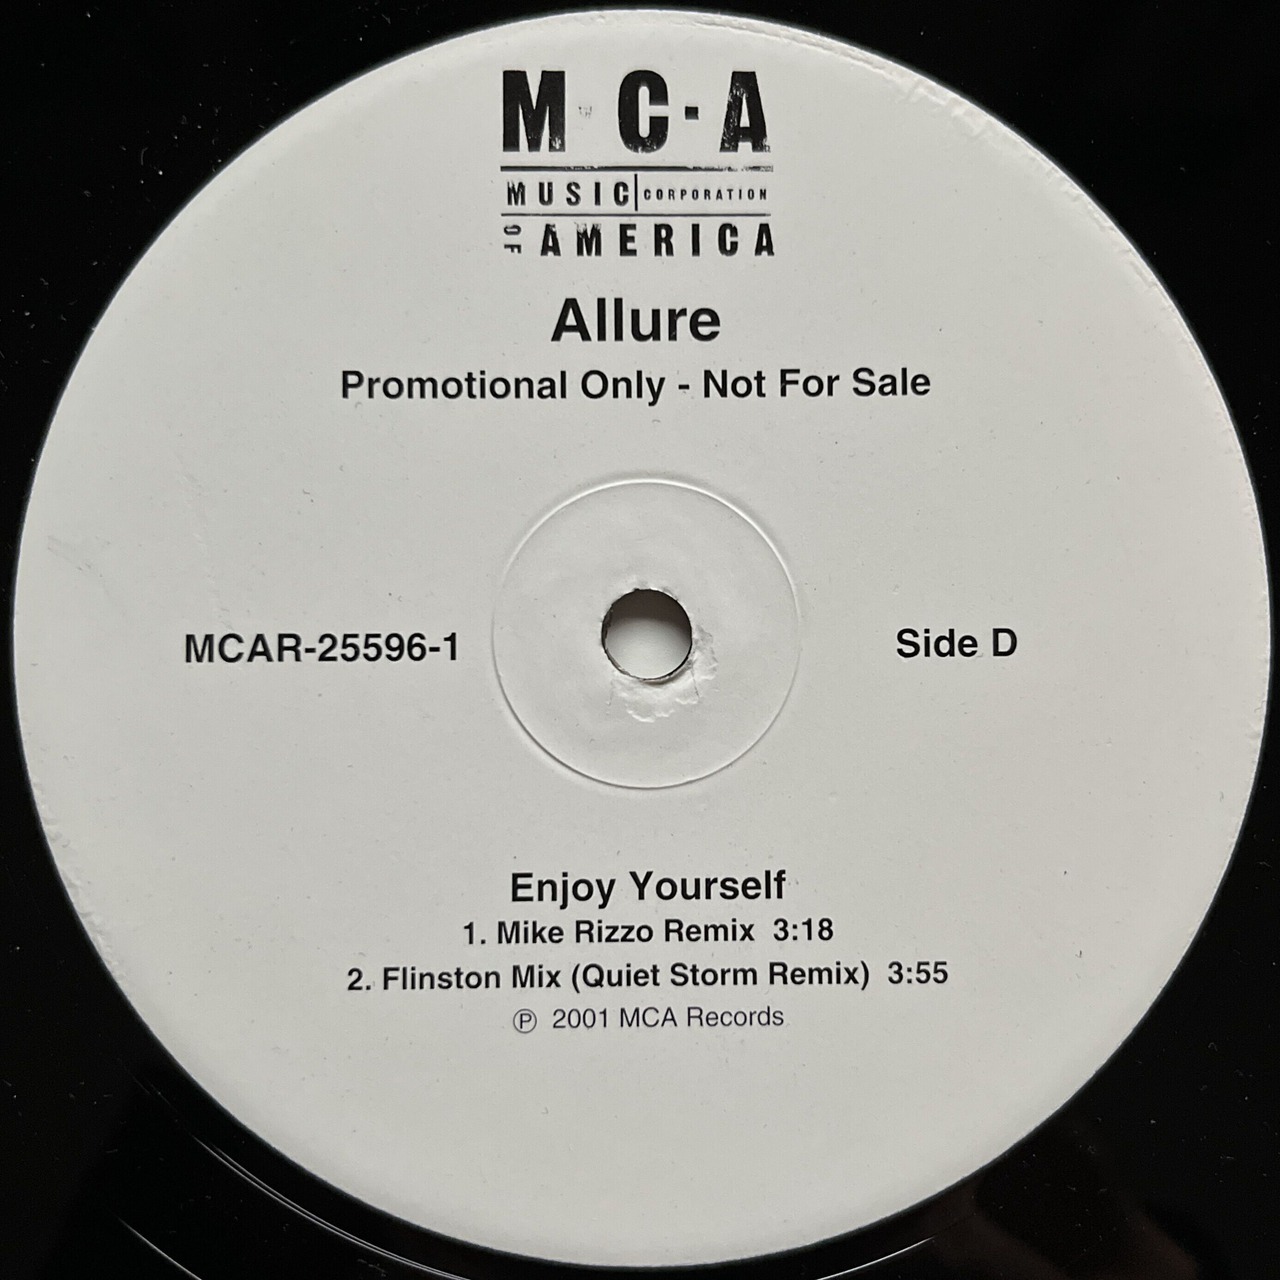 M·C·A
MUSIC CORPORATION
OF AMERICA
Allure
Promotional Only - Not For Sale
MCAR-25596-1
Side D
Enjoy Yourself
1. Mike Rizzo Remix 3:18
2. Flinston Mix (Quiet Storm Remix) 3:55
℗ 2001 MCA Records